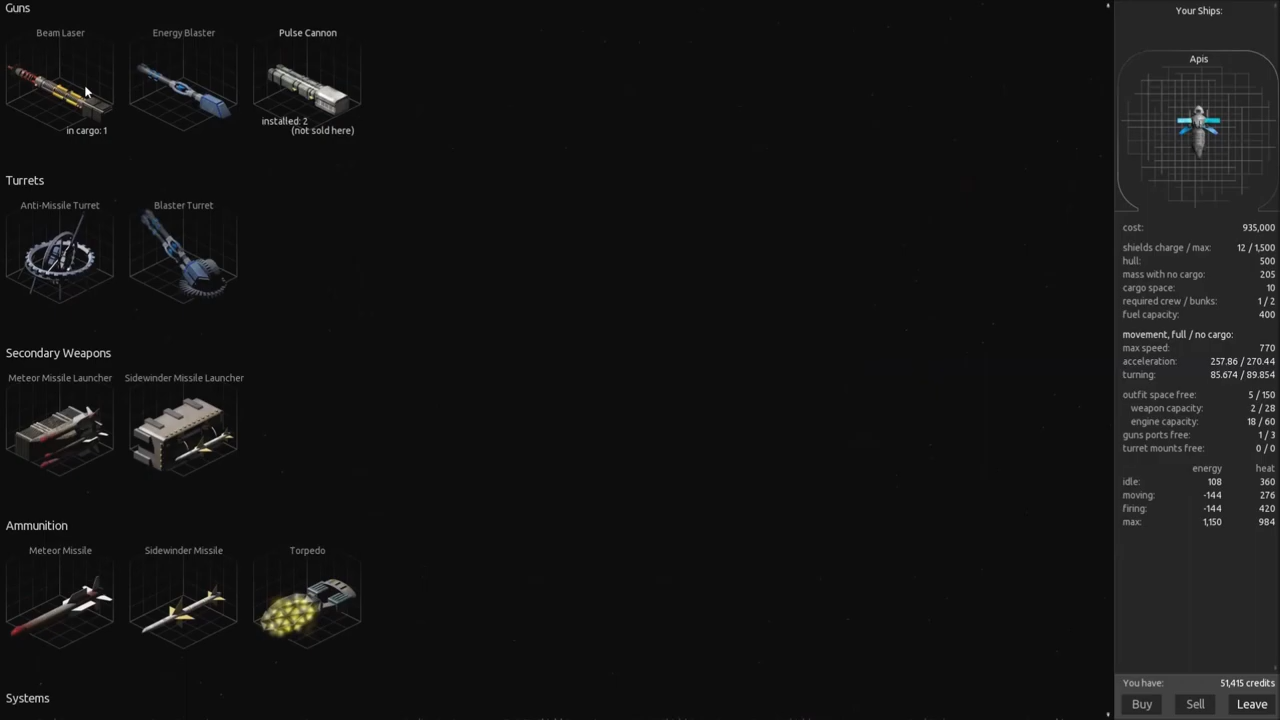 Guns
Beam Laser
Energy Blaster
Pulse Cannon
in cargo: 1
installed: 2
(not sold here)
Turrets
Anti-Missile Turret
Blaster Turret
Secondary Weapons
Meteor Missile Launcher
Sidewinder Missile Launcher
Ammunition
Meteor Missile
Sidewinder Missile
Torpedo
Systems
Your Ships:
Apis
cost: 935,000
shields charge / max: 12 / 1,500
hull: 500
mass with no cargo: 205
cargo space: 10
required crew / bunks: 1 / 2
fuel capacity: 400
movement, full / no cargo:
max speed: 770
acceleration: 257.86 / 270.44
turning: 85.674 / 89.854
outfit space free: 5 / 150
weapon capacity: 2 / 28
engine capacity: 18 / 60
guns ports free: 1 / 3
turret mounts free: 0 / 0
energy heat
idle: 108 360
moving: -144 276
firing: -144 420
max: 1,150 984
You have: 51,415 credits
Buy Sell Leave